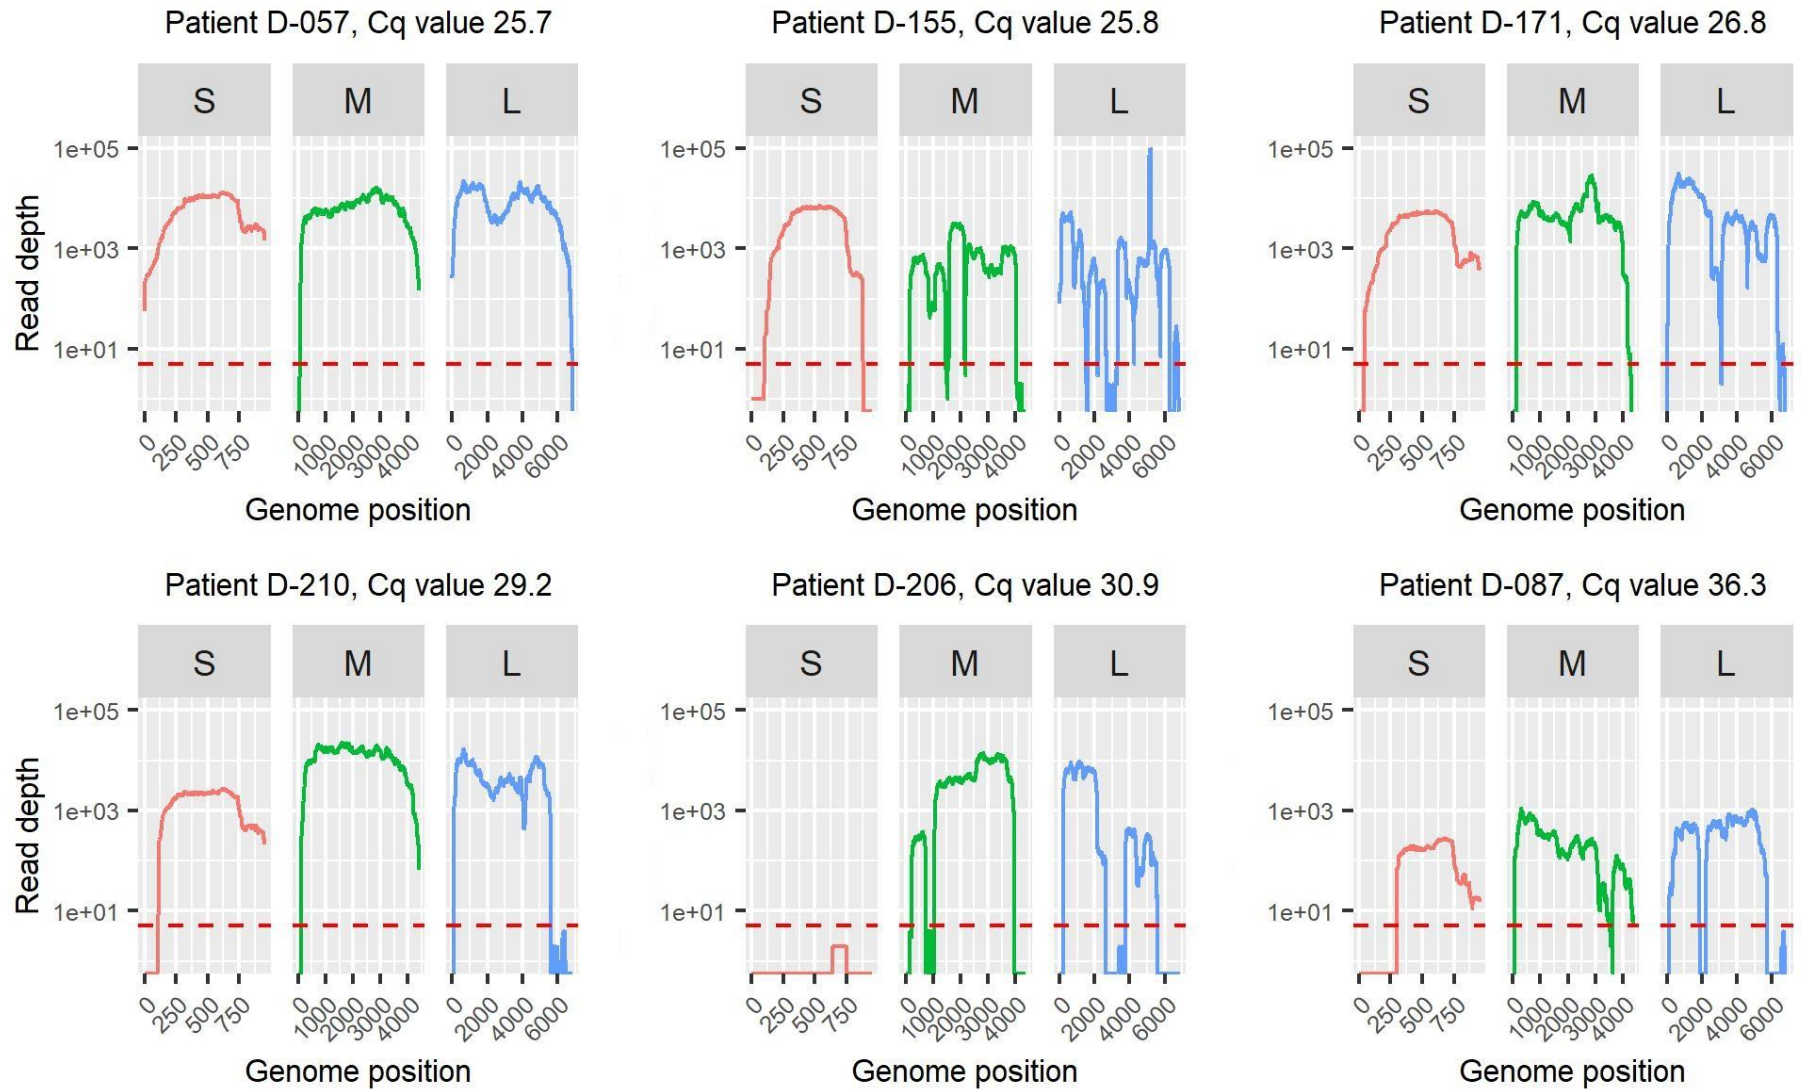 Patient D-057, Cq value 25.7
S M L
Read depth
1e+05
1e+03
1e+01
0 250 500 750
0 1000 2000 3000 4000
0 2000 4000 6000
Genome position
Patient D-155, Cq value 25.8
S M L
1e+05
1e+03
1e+01
0 250 500 750
0 1000 2000 3000 4000
0 2000 4000 6000
Genome position
Patient D-171, Cq value 26.8
S M L
1e+05
1e+03
1e+01
0 250 500 750
0 1000 2000 3000 4000
0 2000 4000 6000
Genome position
Patient D-210, Cq value 29.2
S M L
Read depth
1e+05
1e+03
1e+01
0 250 500 750
0 1000 2000 3000 4000
0 2000 4000 6000
Genome position
Patient D-206, Cq value 30.9
S M L
1e+05
1e+03
1e+01
0 250 500 750
0 1000 2000 3000 4000
0 2000 4000 6000
Genome position
Patient D-087, Cq value 36.3
S M L
1e+05
1e+03
1e+01
0 250 500 750
0 1000 2000 3000 4000
0 2000 4000 6000
Genome position